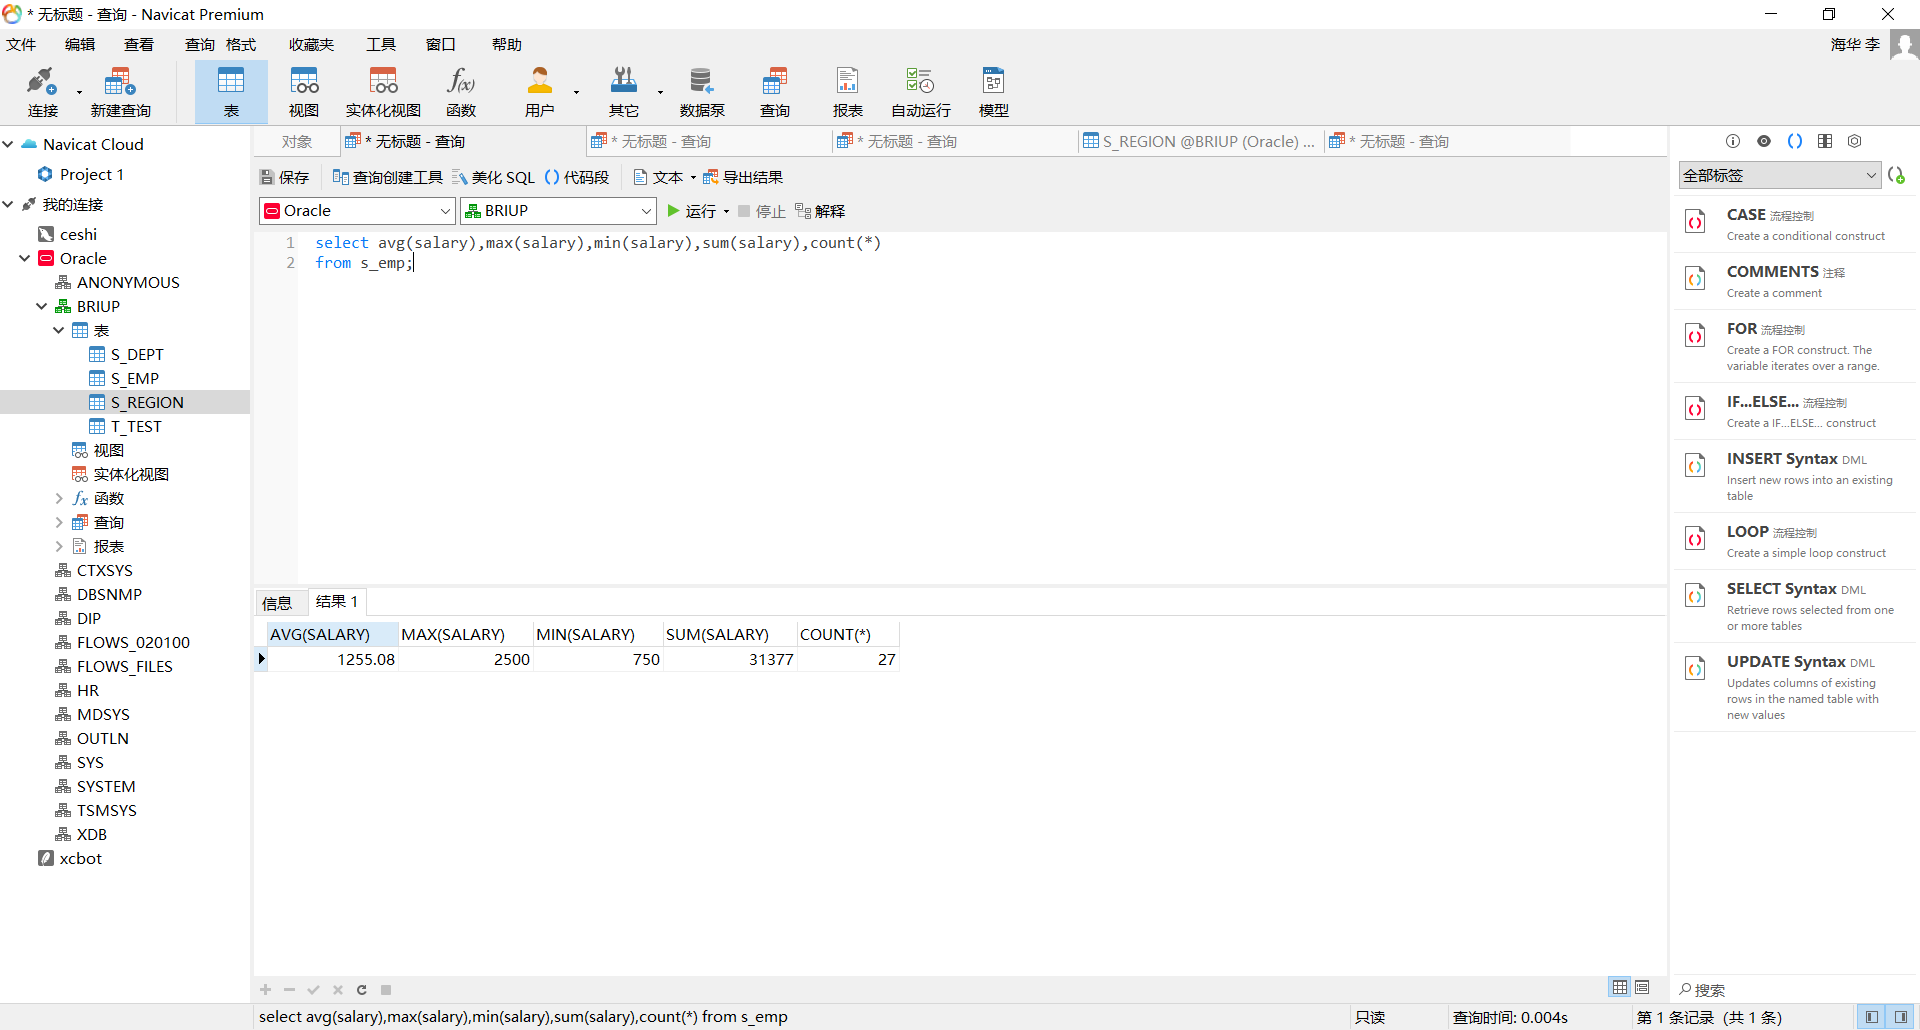 * 无标题 - 查询 - Navicat Premium
文件 编辑 查看 查询 格式 收藏夹 工具 窗口 帮助 海华 李
连接 新建查询 表 视图 实体化视图 函数 用户 其它 数据泵 查询 报表 自动运行 模型
对象 * 无标题 - 查询 * 无标题 - 查询 * 无标题 - 查询 S_REGION @BRIUP (Oracle) ... * 无标题 - 查询
保存 查询创建工具 美化 SQL 代码段 文本 导出结果
Oracle BRIUP 运行 停止 解释
1 select avg(salary),max(salary),min(salary),sum(salary),count(*)
2 from s_emp;
Navicat Cloud
Project 1
我的连接
ceshi
Oracle
ANONYMOUS
BRIUP
表
S_DEPT
S_EMP
S_REGION
T_TEST
视图
实体化视图
函数
查询
报表
CTXSYS
DBSNMP
DIP
FLOWS_020100
FLOWS_FILES
HR
MDSYS
OUTLN
SYS
SYSTEM
TSMSYS
XDB
xcbot
信息 结果 1
AVG(SALARY) MAX(SALARY) MIN(SALARY) SUM(SALARY) COUNT(*)
1255.08 2500 750 31377 27
全部标签
CASE 流程控制
Create a conditional construct
COMMENTS 注释
Create a comment
FOR 流程控制
Create a FOR construct. The
variable iterates over a range.
IF...ELSE... 流程控制
Create a IF...ELSE... construct
INSERT Syntax DML
Insert new rows into an existing
table
LOOP 流程控制
Create a simple loop construct
SELECT Syntax DML
Retrieve rows selected from one
or more tables
UPDATE Syntax DML
Updates columns of existing
rows in the named table with
new values
搜索
select avg(salary),max(salary),min(salary),sum(salary),count(*) from s_emp 只读 查询时间: 0.004s 第 1 条记录 (共 1 条)